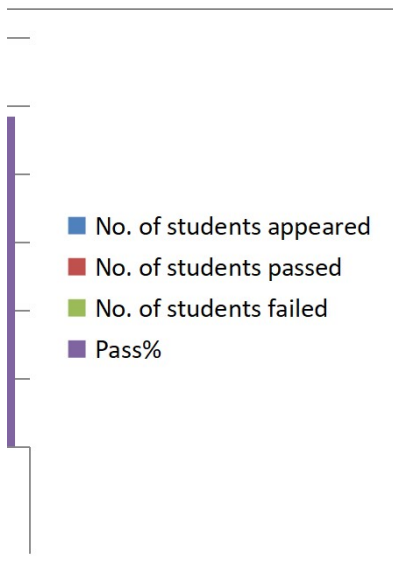 No. of students appeared
No. of students passed
No. of students failed
Pass%